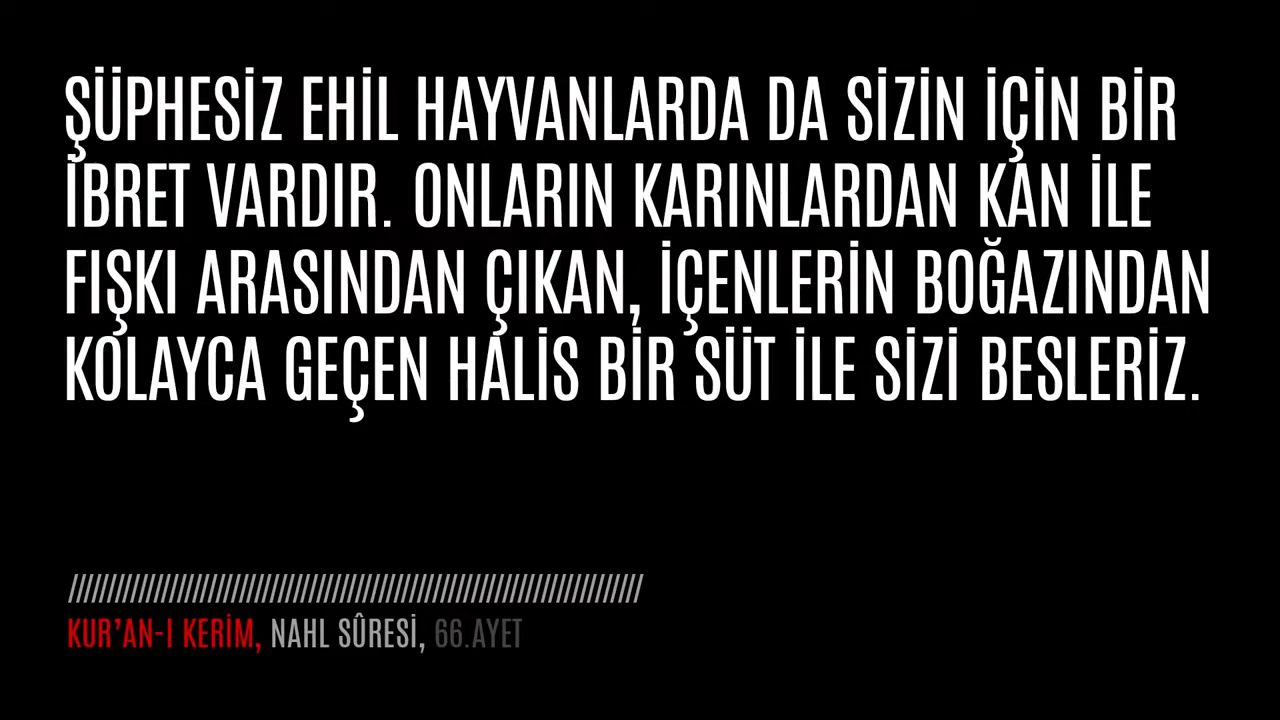 ŞÜPHESİZ EHİL HAYVANLARDA DA SİZİN İÇİN BİR
İBRET VARDIR. ONLARIN KARINLARDAN KAN İLE
FIŞKI ARASINDAN ÇIKAN, İÇENLERİN BOĞAZINDAN
KOLAYCA GEÇEN HALİS BİR SÜT İLE SİZİ BESLERİZ.
KUR’AN-I KERİM, NAHL SÛRESİ, 66.AYET